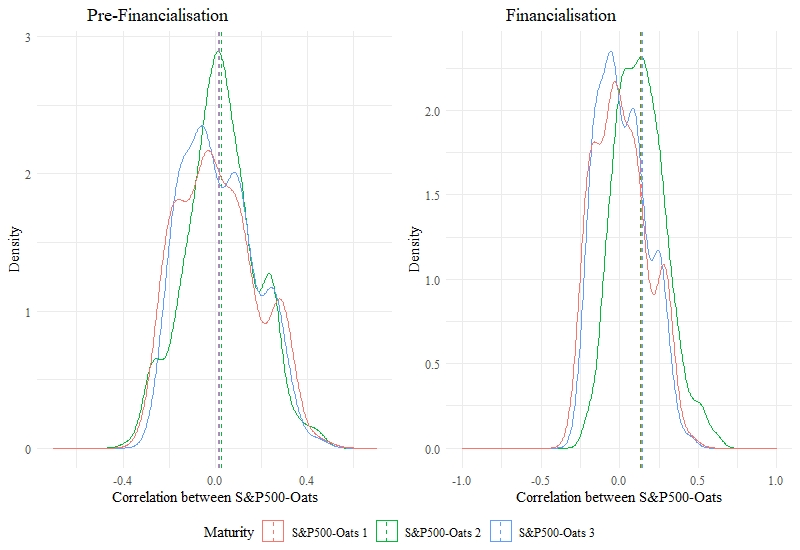 Pre-Financialisation
Financialisation
Density
3
2
1
0
-0.4
0.0
0.4
Correlation between S&P500-Oats
Density
2.0
1.5
1.0
0.5
0.0
-1.0
-0.5
0.0
0.5
1.0
Correlation between S&P500-Oats
Maturity
S&P500-Oats 1
S&P500-Oats 2
S&P500-Oats 3